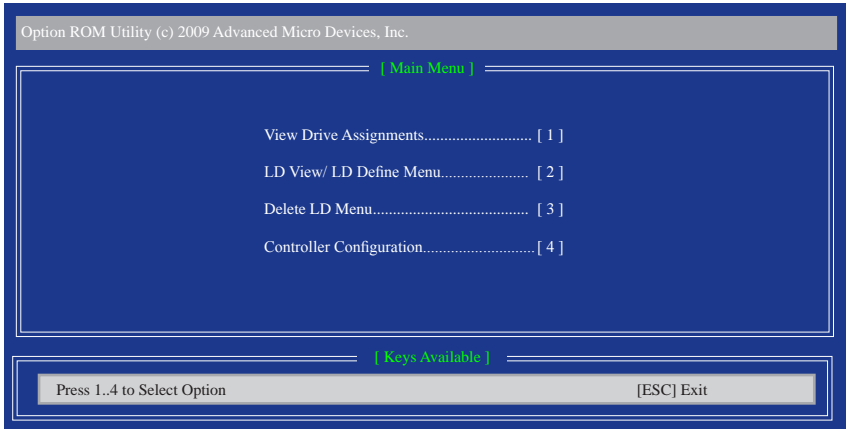 Option ROM Utility (c) 2009 Advanced Micro Devices, Inc.
[ Main Menu ]
View Drive Assignments........................... [ 1 ]
LD View/ LD Define Menu...................... [ 2 ]
Delete LD Menu....................................... [ 3 ]
Controller Configuration............................[ 4 ]
[ Keys Available ]
Press 1..4 to Select Option [ESC] Exit